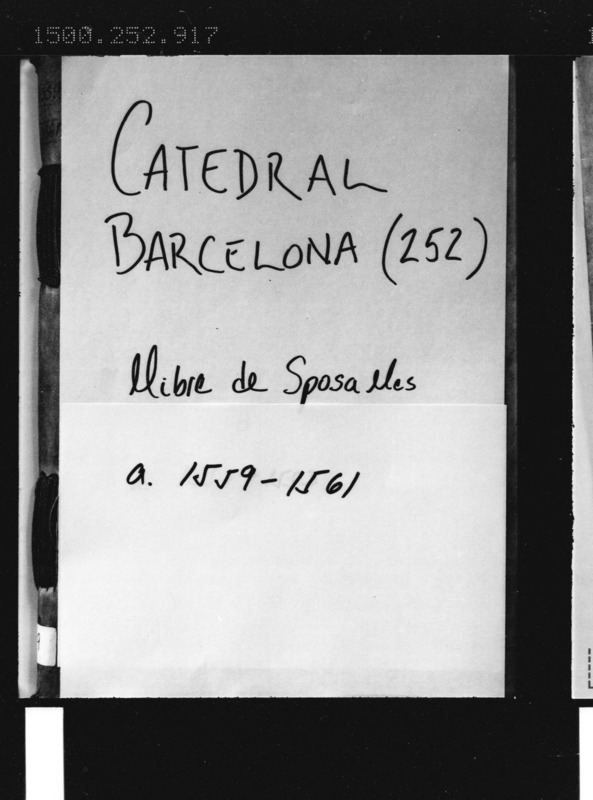 1500.252.917
CATEDRAL
BARCELONA (252)
Llibre de Sposalles
a. 1559-1561